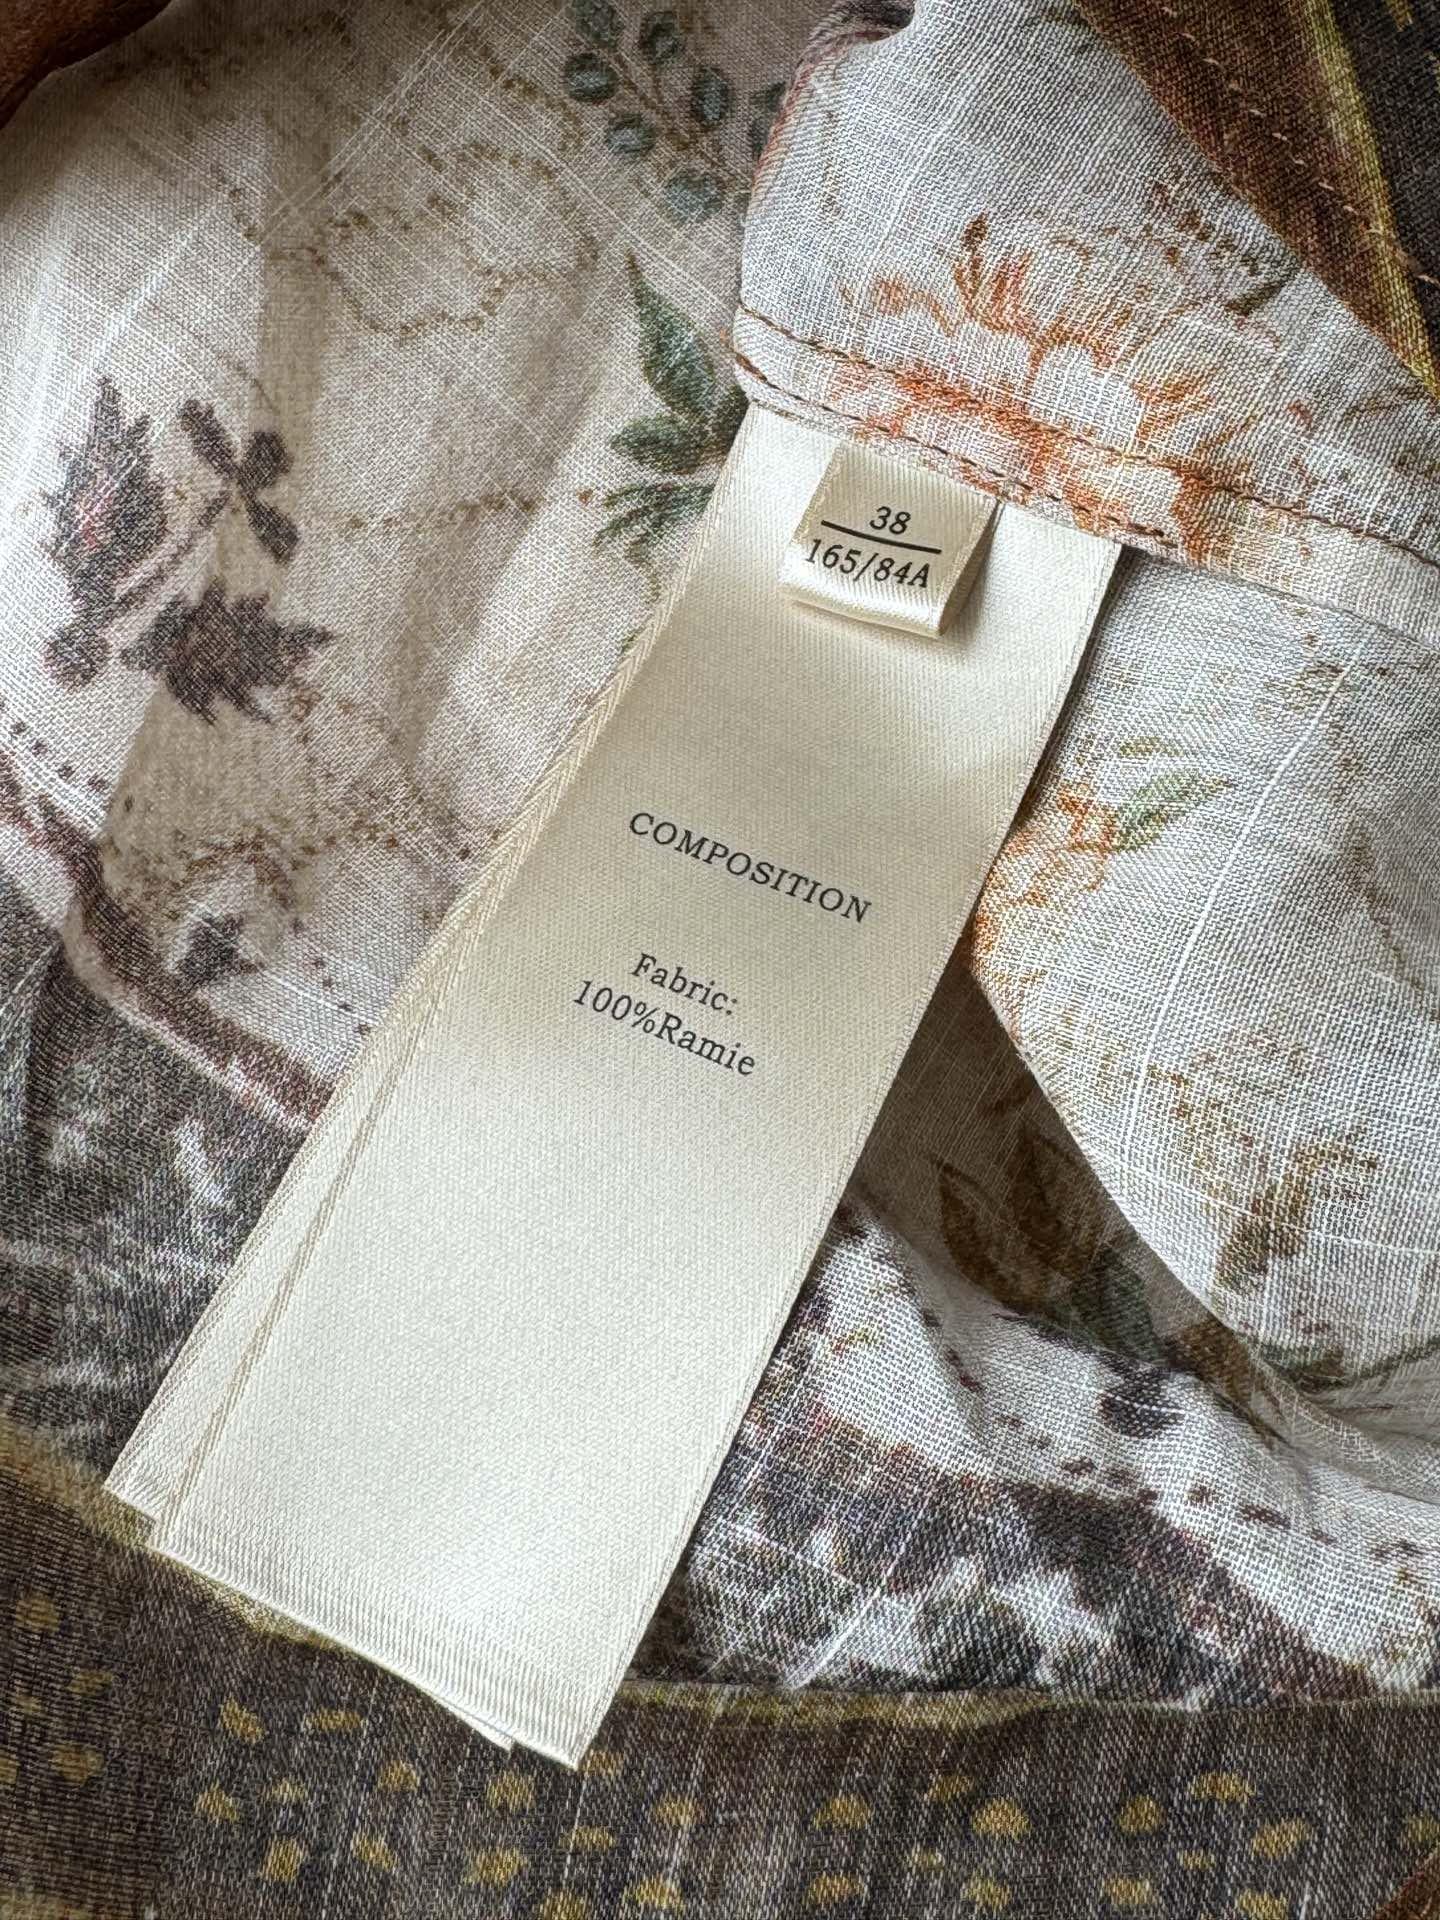 38
165/84A
COMPOSITION
Fabric:
100%Ramie